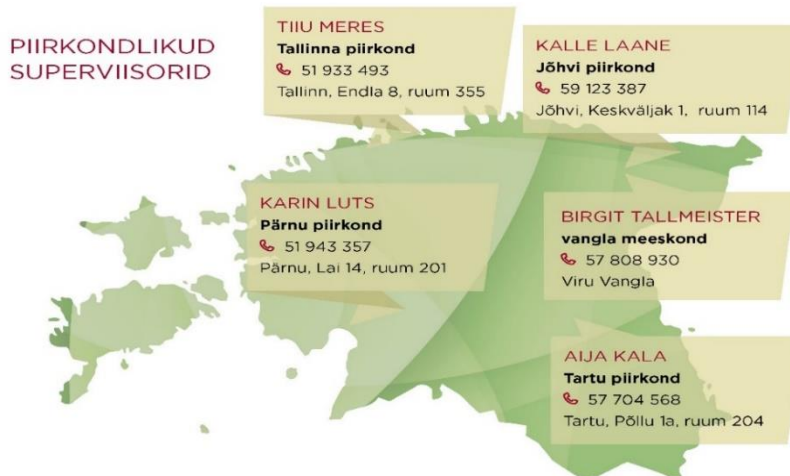 PIIRKONDLIKUD
SUPERVIISORID
TIIU MERES
Tallinna piirkond
51 933 493
Tallinn, Endla 8, ruum 355
KALLE LAANE
Jõhvi piirkond
59 123 387
Jõhvi, Keskväljak 1, ruum 114
KARIN LUTS
Pärnu piirkond
51 943 357
Pärnu, Lai 14, ruum 201
BIRGIT TALLMEISTER
vangla meeskond
57 808 930
Viru Vangla
AIJA KALA
Tartu piirkond
57 704 568
Tartu, Põllu 1a, ruum 204